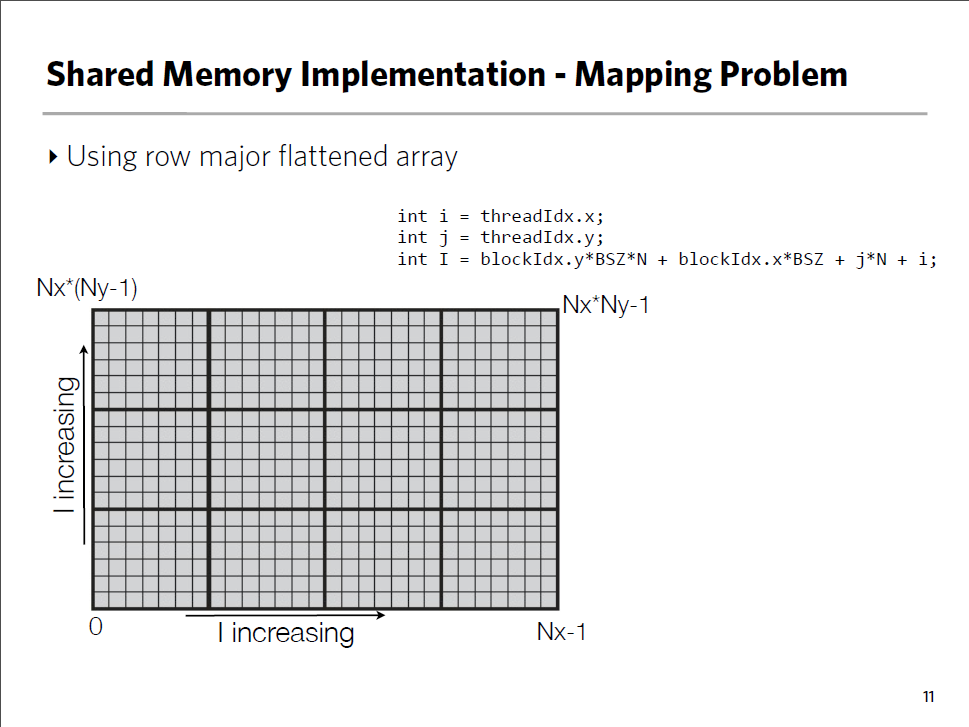 Shared Memory Implementation - Mapping Problem
Using row major flattened array
int i = threadIdx.x;
int j = threadIdx.y;
int I = blockIdx.y*BSZ*N + blockIdx.x*BSZ + j*N + i;
Nx*(Ny-1)
Nx*Ny-1
I increasing
0
I increasing
Nx-1
11